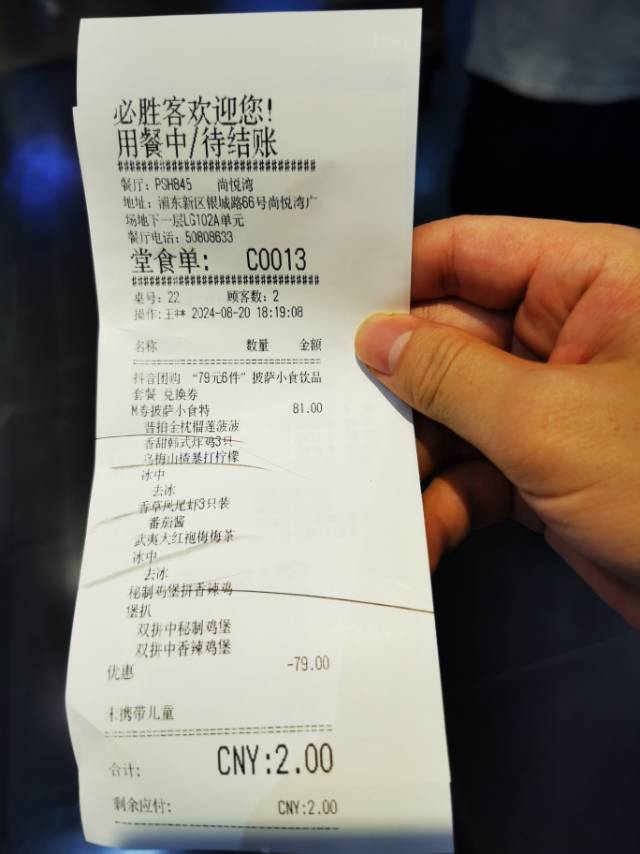 必胜客欢迎您!
用餐中/待结账
餐厅: PSH845 尚悦湾
地址: 浦东新区银城路66号尚悦湾广
场地下一层LG102A单元
餐厅电话: 50808633
堂食单: C0013
桌号: 22 顾客数: 2
操作: 王** 2024-08-20 18:19:08
名称 数量 金额
抖音团购 “79元6件” 披萨小食饮品
套餐 兑换券
M夯披萨小食特 81.00
普拍金枕榴莲菠菠
香甜韩式炸鸡3只
乌梅山楂暴打柠檬
冰中
去冰
香草凤尾虾3只装
番茄酱
武夷大红袍梅梅茶
冰中
去冰
秘制鸡堡拼香辣鸡
堡扒
双拼中秘制鸡堡
双拼中香辣鸡堡
优惠 -79.00
未携带儿童
合计: CNY:2.00
剩余应付: CNY:2.00